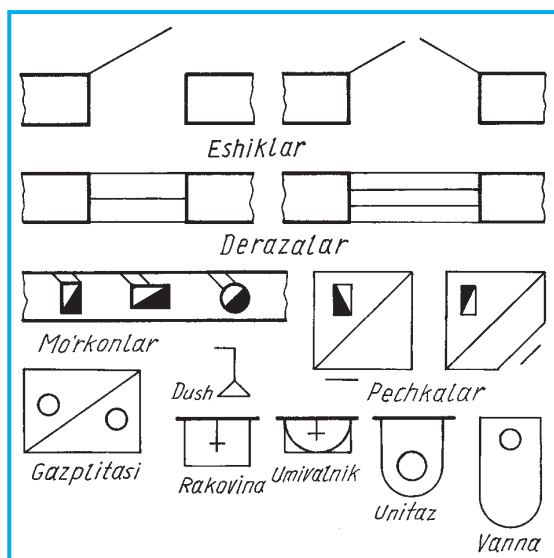 Eshiklar
Derazalar
Mo'rkonlar
Dush
Pechkalar
Gazplitasi
Rakovina
Umivalnik
Unitaz
Vanna